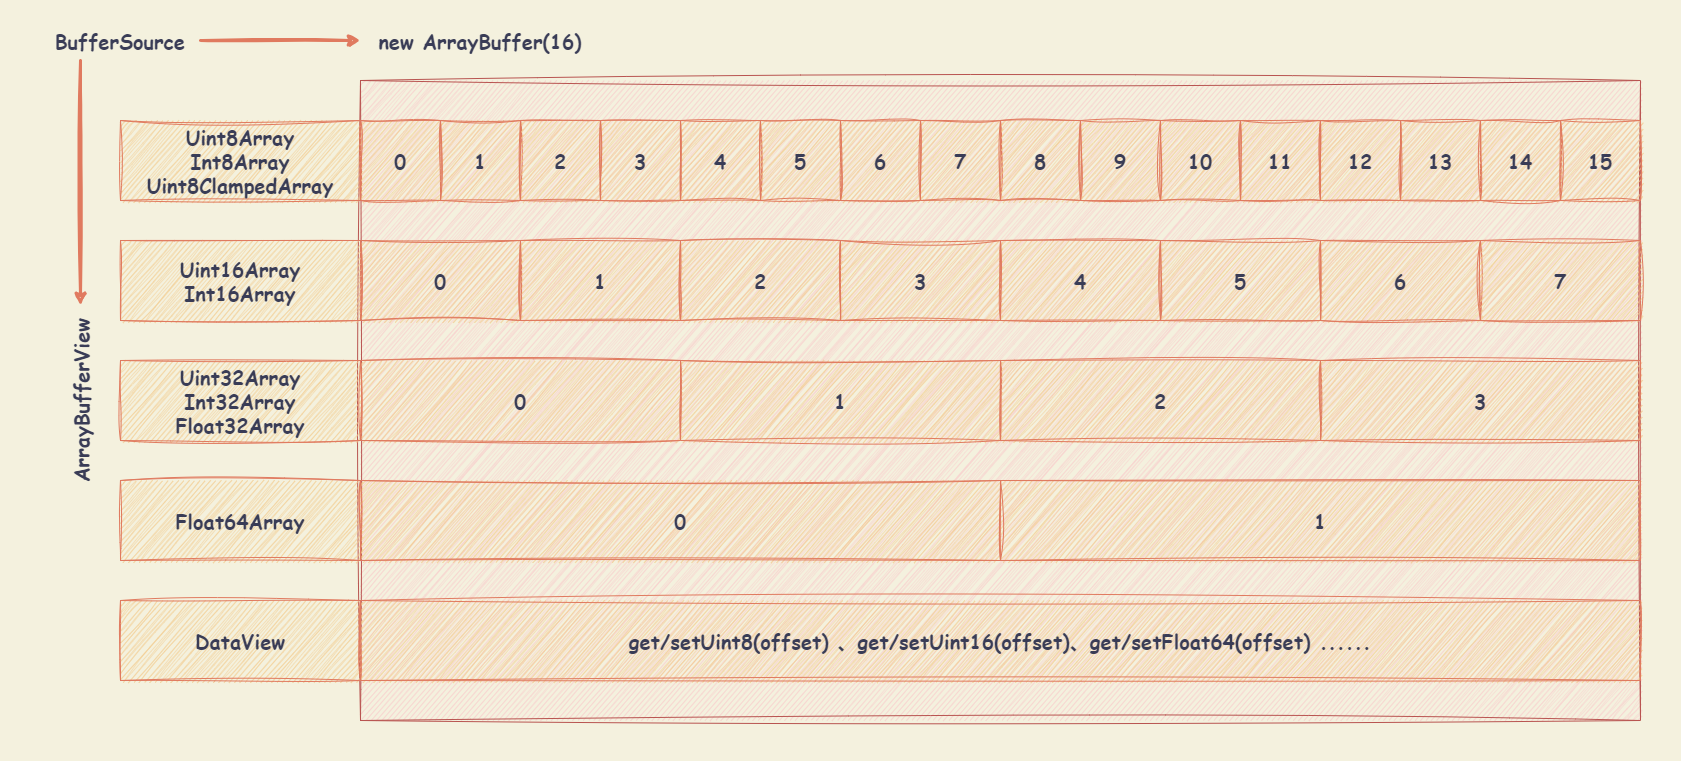 BufferSource
new ArrayBuffer(16)
ArrayBufferView
Uint8Array
Int8Array
Uint8ClampedArray
0 1 2 3 4 5 6 7 8 9 10 11 12 13 14 15
Uint16Array
Int16Array
0 1 2 3 4 5 6 7
Uint32Array
Int32Array
Float32Array
0 1 2 3
Float64Array
0 1
DataView
get/setUint8(offset) 、get/setUint16(offset)、get/setFloat64(offset) ......